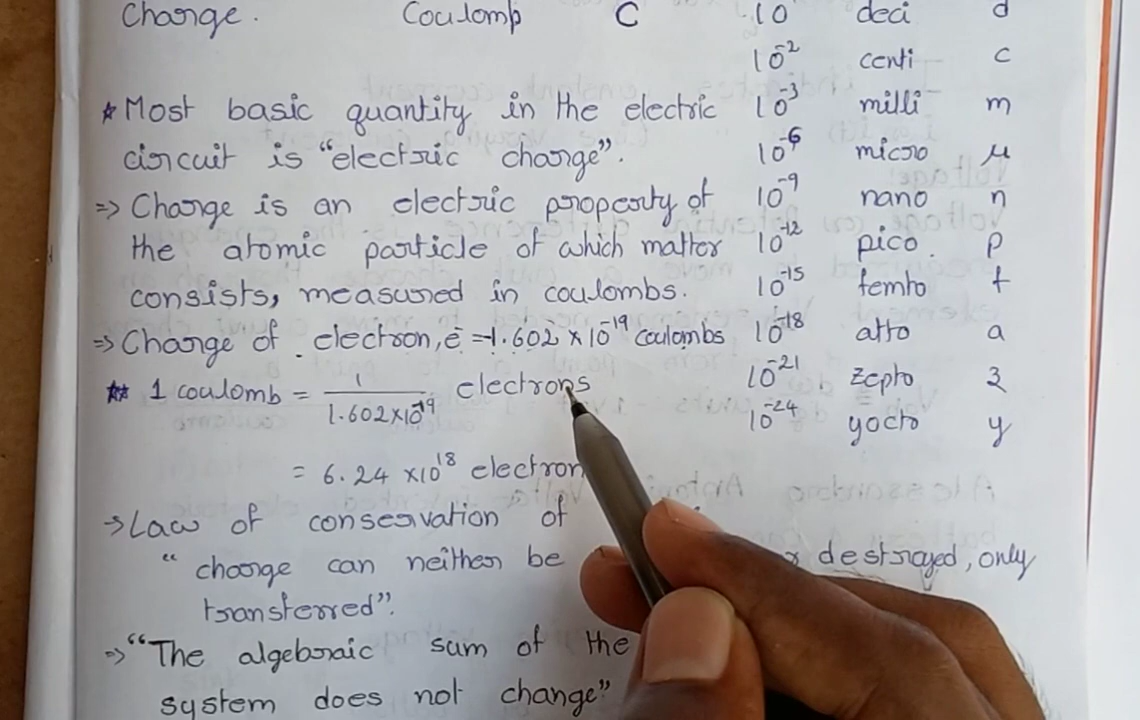 Charge. Coulomb C 10 deci d
10⁻² centi c
* Most basic quantity in the electric 10⁻³ milli m
circuit is "electric charge". 10⁻⁶ micro μ
=> Charge is an electric property of 10⁻⁹ nano n
the atomic particle of which matter 10⁻¹² pico. p
consists, measured in coulombs. 10⁻¹⁵ femto f
=> Charge of electron, e = -1.602 × 10⁻¹⁹ coulombs 10⁻¹⁸ atto a
** 1 coulomb = 1 / 1.602×10⁻¹⁹ electrons 10⁻²¹ zepto z
10⁻²⁴ yocto y
= 6.24 ×10¹⁸ electron
→ Law of conservation of
" charge can neither be destroyed, only
transferred".
=> "The algebraic sum of the
system does not change"